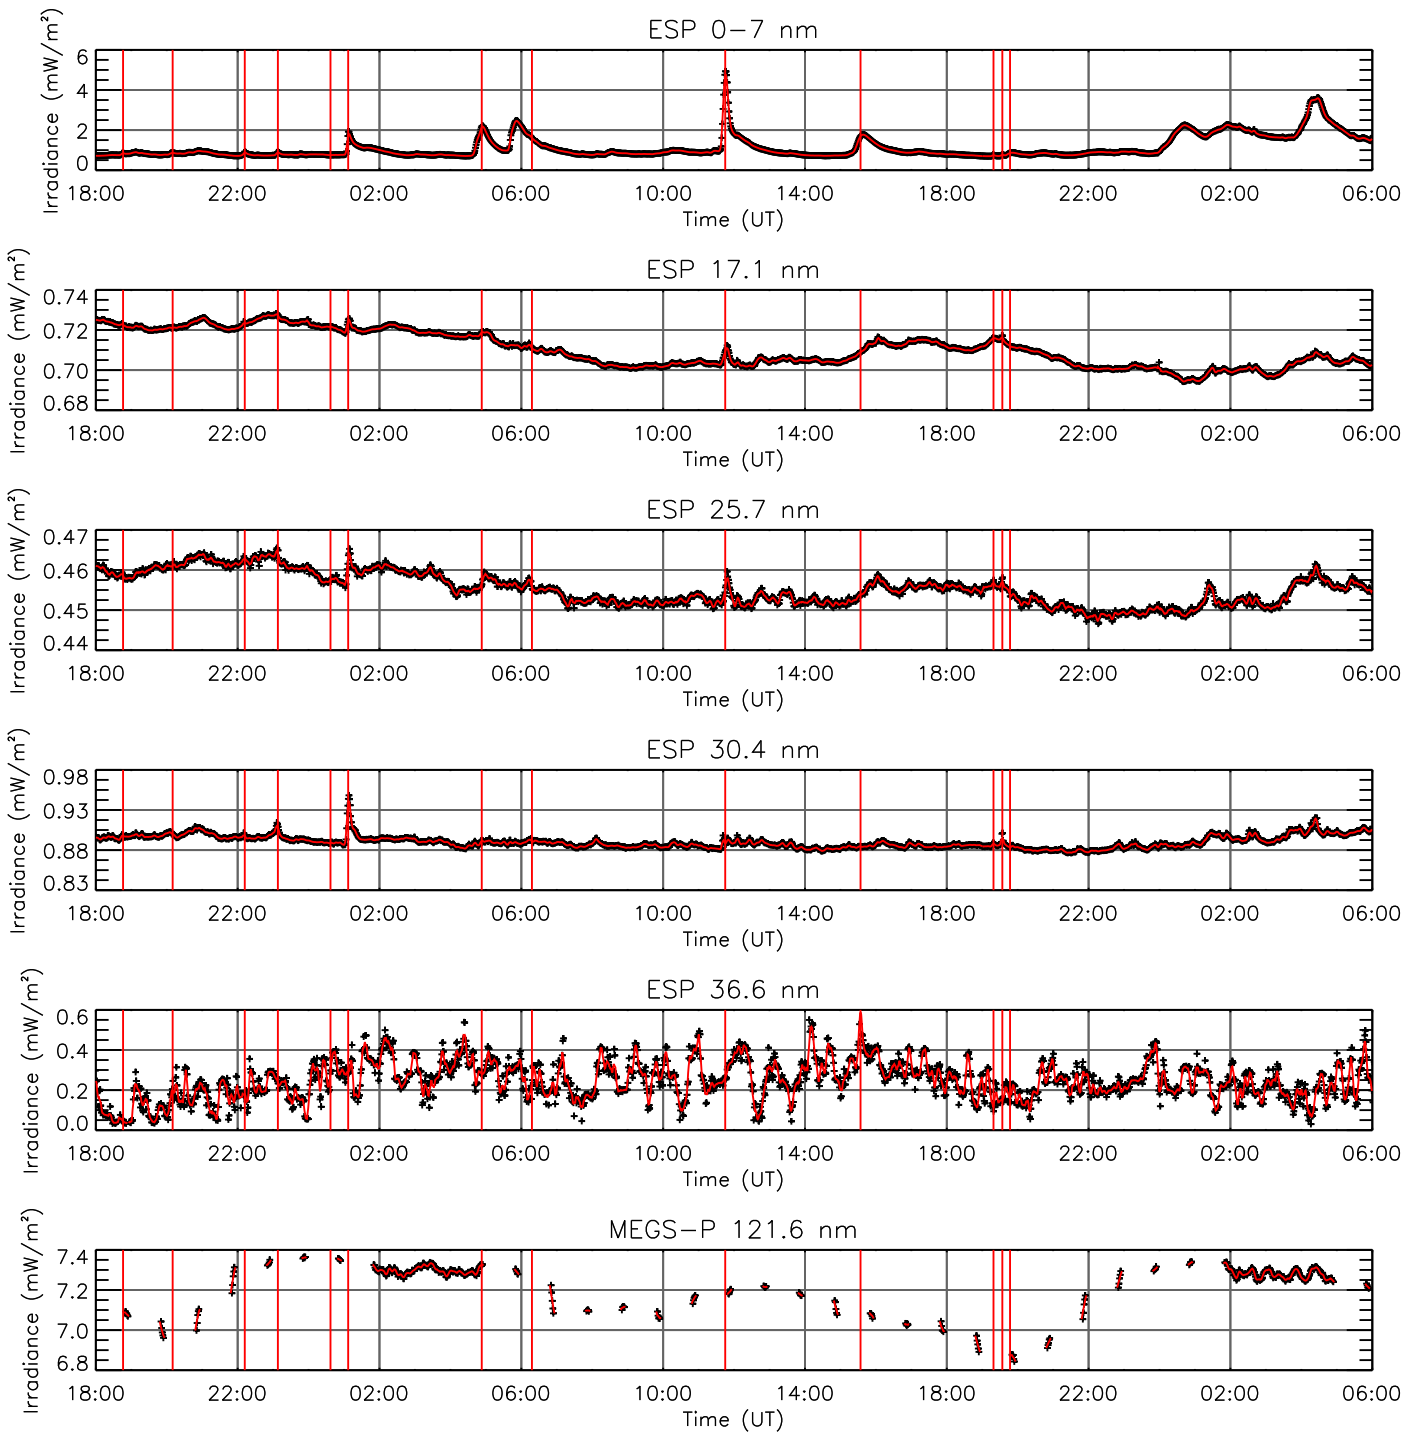 ESP 0-7 nm
Irradiance (mW/m²)
6
4
2
0
18:00 22:00 02:00 06:00 10:00 14:00 18:00 22:00 02:00 06:00
Time (UT)
ESP 17.1 nm
Irradiance (mW/m²)
0.74
0.72
0.70
0.68
18:00 22:00 02:00 06:00 10:00 14:00 18:00 22:00 02:00 06:00
Time (UT)
ESP 25.7 nm
Irradiance (mW/m²)
0.47
0.46
0.45
0.44
18:00 22:00 02:00 06:00 10:00 14:00 18:00 22:00 02:00 06:00
Time (UT)
ESP 30.4 nm
Irradiance (mW/m²)
0.98
0.93
0.88
0.83
18:00 22:00 02:00 06:00 10:00 14:00 18:00 22:00 02:00 06:00
Time (UT)
ESP 36.6 nm
Irradiance (mW/m²)
0.6
0.4
0.2
0.0
18:00 22:00 02:00 06:00 10:00 14:00 18:00 22:00 02:00 06:00
Time (UT)
MEGS-P 121.6 nm
Irradiance (mW/m²)
7.4
7.2
7.0
6.8
18:00 22:00 02:00 06:00 10:00 14:00 18:00 22:00 02:00 06:00
Time (UT)